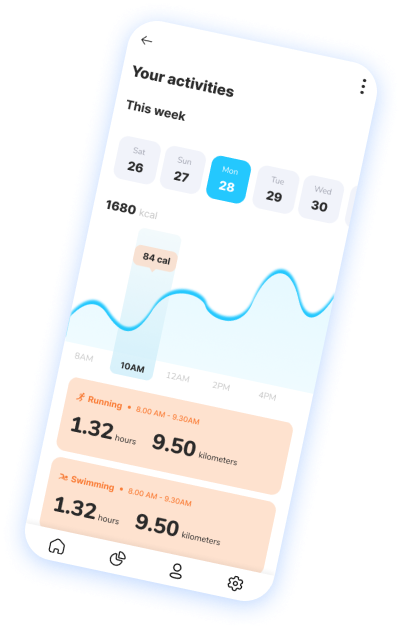 Your activities
This week
Sat Sun Mon Tue Wed
26 27 28 29 30
1680 kcal
84 cal
8AM 10AM 12AM 2PM 4PM
Running • 8.00 AM - 9.30AM
1.32 hours 9.50 kilometers
Swimming • 8.00 AM - 9.30AM
1.32 hours 9.50 kilometers